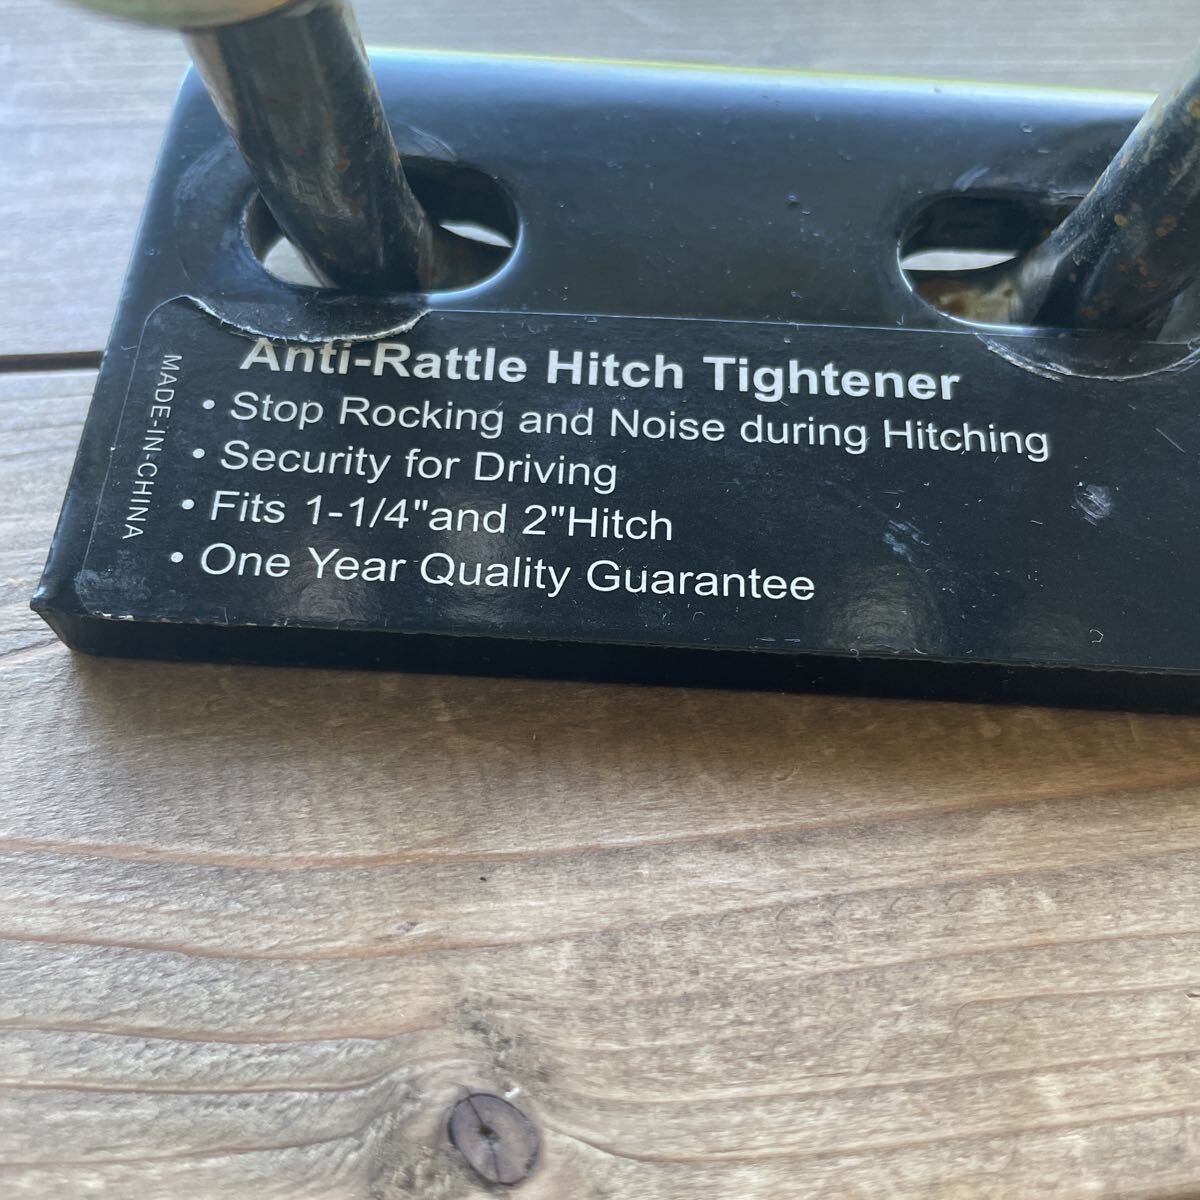 Anti-Rattle Hitch Tightener
• Stop Rocking and Noise during Hitching
• Security for Driving
• Fits 1-1/4"and 2"Hitch
• One Year Quality Guarantee
MADE-IN-CHINA